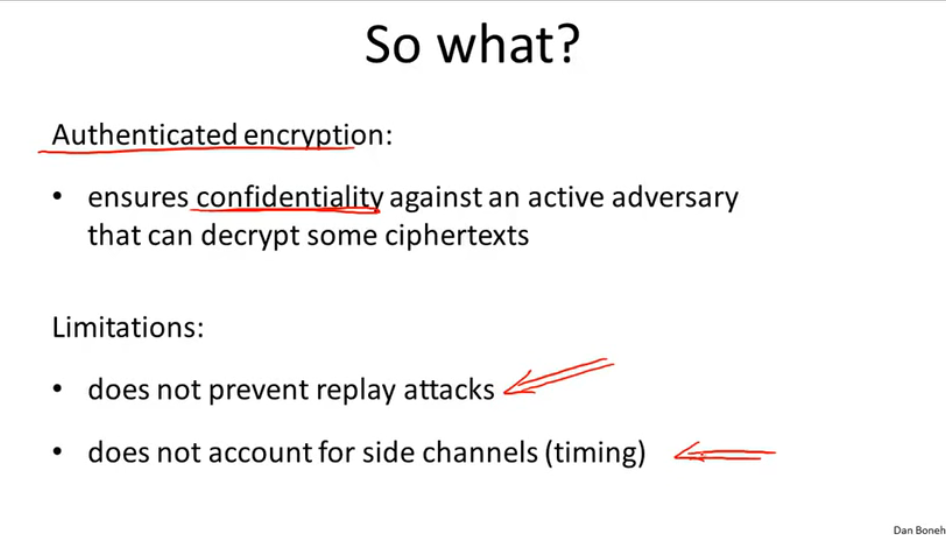 So what?
Authenticated encryption:
• ensures confidentiality against an active adversary
that can decrypt some ciphertexts
Limitations:
• does not prevent replay attacks
• does not account for side channels (timing)
Dan Boneh